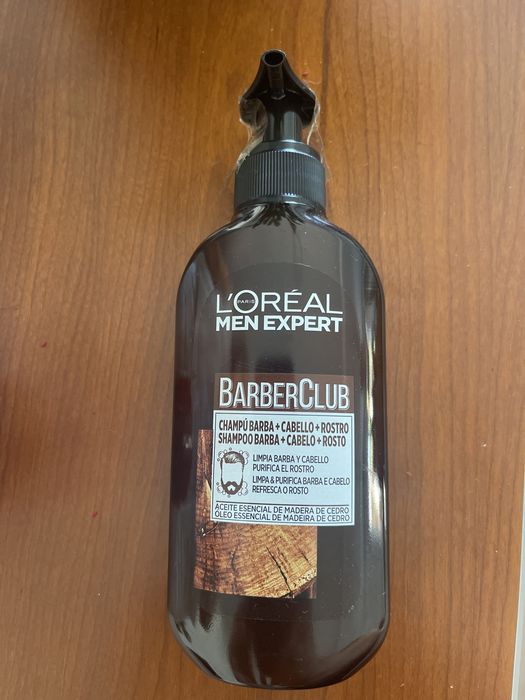 L'ORÉAL
PARIS
MEN EXPERT
BARBERCLUB
CHAMPÚ BARBA + CABELLO + ROSTRO
SHAMPOO BARBA + CABELO + ROSTO
LIMPIA BARBA Y CABELLO
PURIFICA EL ROSTRO
LIMPA & PURIFICA BARBA E CABELO
REFRESCA O ROSTO
ACEITE ESENCIAL DE MADERA DE CEDRO
ÓLEO ESSENCIAL DE MADEIRA DE CEDRO